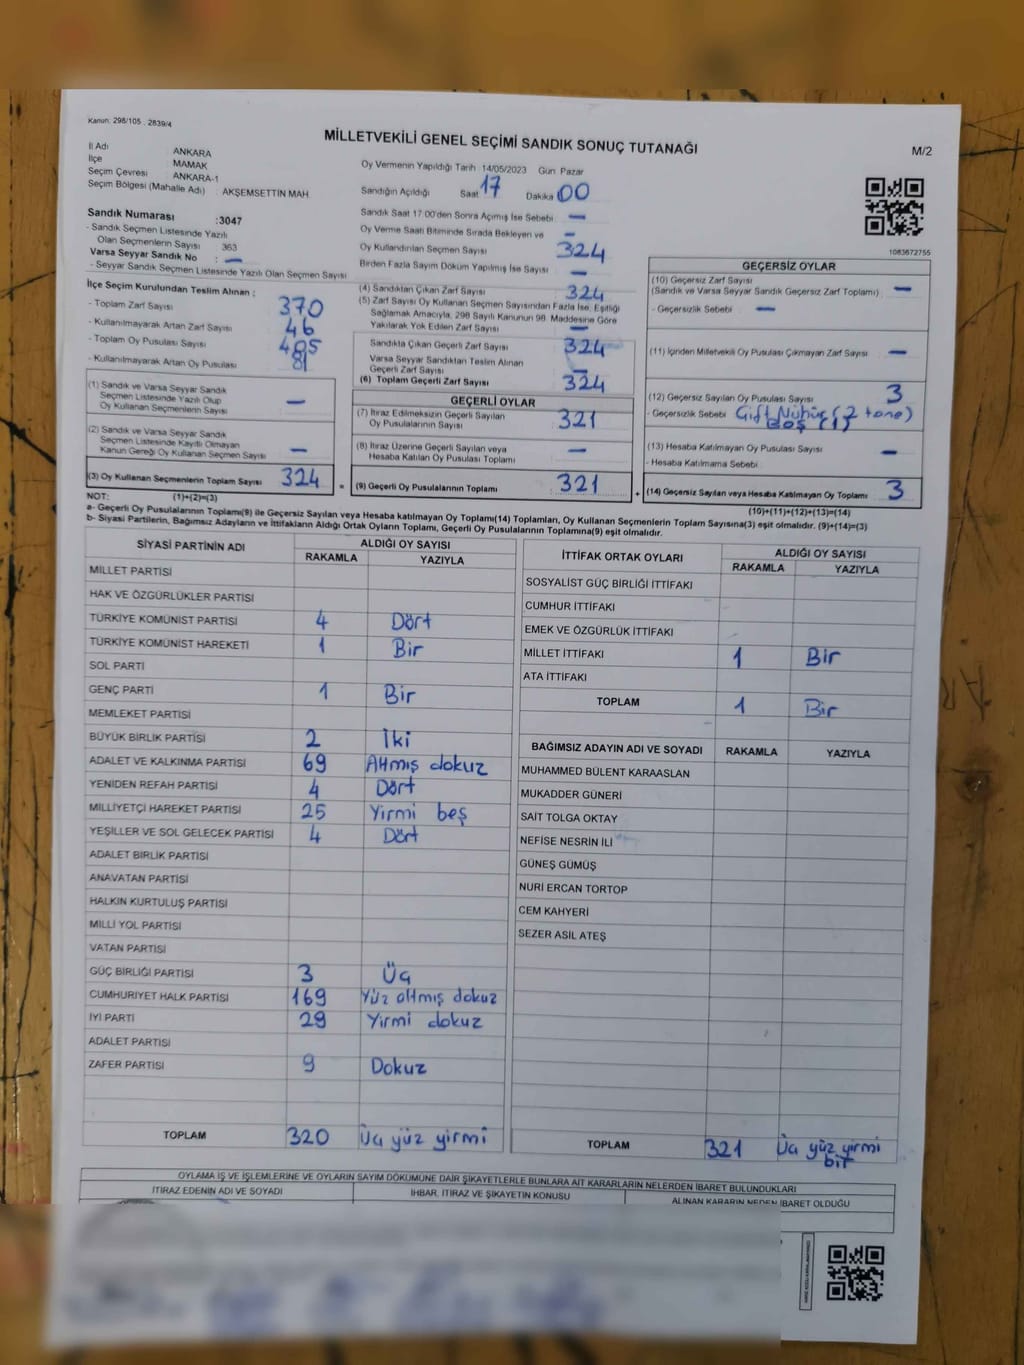 Kanun: 298/105 . 2839/4
MİLLETVEKİLİ GENEL SEÇİMİ SANDIK SONUÇ TUTANAĞI
M/2
İl Adı ANKARA
İlçe MAMAK
Seçim Çevresi : ANKARA-1
Seçim Bölgesi (Mahalle Adı) : AKŞEMSETTİN MAH.
Oy Vermenin Yapıldığı Tarih 14/05/2023 Gün Pazar
Sandığın Açıldığı Saat 17 Dakika 00
Sandık Numarası :3047
- Sandık Seçmen Listesinde Yazılı
Olan Seçmenlerin Sayısı : 363
Varsa Seyyar Sandık No : —
- Seyyar Sandık Seçmen Listesinde Yazılı Olan Seçmen Sayısı
Sandık Saat 17.00'den Sonra Açılmış İse Sebebi —
Oy Verme Saati Bitiminde Sırada Bekleyen ve —
Oy Kullandırılan Seçmen Sayısı 324
Birden Fazla Sayım Döküm Yapılmış İse Sayısı —
1083672755
İlçe Seçim Kurulundan Teslim Alınan :
- Toplam Zarf Sayısı 370
- Kullanılmayarak Artan Zarf Sayısı 46
- Toplam Oy Pusulası Sayısı 405
- Kullanılmayarak Artan Oy Pusulası 81
(4) Sandıktan Çıkan Zarf Sayısı 324
(5) Zarf Sayısı Oy Kullanan Seçmen Sayısından Fazla İse, Eşitliği
Sağlamak Amacıyla, 298 Sayılı Kanunun 98. Maddesine Göre
Yakılarak Yok Edilen Zarf Sayısı —
Sandıkta Çıkan Geçerli Zarf Sayısı 324
Varsa Seyyar Sandıktan Teslim Alınan
Geçerli Zarf Sayısı —
(6) Toplam Geçerli Zarf Sayısı 324
GEÇERSİZ OYLAR
(10) Geçersiz Zarf Sayısı
(Sandık ve Varsa Seyyar Sandık Geçersiz Zarf Toplamı) —
- Geçersizlik Sebebi —
(11) İçinden Milletvekili Oy Pusulası Çıkmayan Zarf Sayısı —
(12) Geçersiz Sayılan Oy Pusulası Sayısı 3
- Geçersizlik Sebebi Çift Mühür (2 tane)
Boş (1)
(13) Hesaba Katılmayan Oy Pusulası Sayısı —
- Hesaba Katılmama Sebebi
(14) Geçersiz Sayılan veya Hesaba Katılmayan Oy Toplamı 3
(10)+(11)+(12)+(13)=(14)
(1) Sandık ve Varsa Seyyar Sandık
Seçmen Listesinde Yazılı Olup
Oy Kullanan Seçmenlerin Sayısı —
(2) Sandık ve Varsa Seyyar Sandık
Seçmen Listesinde Kayıtlı Olmayan
Kanun Gereği Oy Kullanan Seçmen Sayısı —
(3) Oy Kullanan Seçmenlerin Toplam Sayısı 324 =
GEÇERLİ OYLAR
(7) İtiraz Edilmeksizin Geçerli Sayılan
Oy Pusulalarının Sayısı 321
(8) İtiraz Üzerine Geçerli Sayılan veya
Hesaba Katılan Oy Pusulası Toplamı —
(9) Geçerli Oy Pusulalarının Toplamı 321 +
NOT: (1)+(2)=(3)
a- Geçerli Oy Pusulalarının Toplamı(9) ile Geçersiz Sayılan veya Hesaba katılmayan Oy Toplamı(14) Toplamları, Oy Kullanan Seçmenlerin Toplam Sayısına(3) eşit olmalıdır. (9)+(14)=(3)
b- Siyasi Partilerin, Bağımsız Adayların ve İttifakların Aldığı Ortak Oyların Toplamı, Geçerli Oy Pusulalarının Toplamına(9) eşit olmalıdır.
SİYASİ PARTİNİN ADI ALDIĞI OY SAYISI
RAKAMLA YAZIYLA
MİLLET PARTİSİ
HAK VE ÖZGÜRLÜKLER PARTİSİ
TÜRKİYE KOMÜNİST PARTİSİ 4 Dört
TÜRKİYE KOMÜNİST HAREKETİ 1 Bir
SOL PARTİ
GENÇ PARTİ 1 Bir
MEMLEKET PARTİSİ
BÜYÜK BİRLİK PARTİSİ 2 İki
ADALET VE KALKINMA PARTİSİ 69 Altmış dokuz
YENİDEN REFAH PARTİSİ 4 Dört
MİLLİYETÇİ HAREKET PARTİSİ 25 Yirmi beş
YEŞİLLER VE SOL GELECEK PARTİSİ 4 Dört
ADALET BİRLİK PARTİSİ
ANAVATAN PARTİSİ
HALKIN KURTULUŞ PARTİSİ
MİLLİ YOL PARTİSİ
VATAN PARTİSİ
GÜÇ BİRLİĞİ PARTİSİ 3 Üç
CUMHURİYET HALK PARTİSİ 169 Yüz altmış dokuz
İYİ PARTİ 29 Yirmi dokuz
ADALET PARTİSİ
ZAFER PARTİSİ 9 Dokuz
TOPLAM 320 Üç yüz yirmi
İTTİFAK ORTAK OYLARI ALDIĞI OY SAYISI
RAKAMLA YAZIYLA
SOSYALİST GÜÇ BİRLİĞİ İTTİFAKI
CUMHUR İTTİFAKI
EMEK VE ÖZGÜRLÜK İTTİFAKI
MİLLET İTTİFAKI 1 Bir
ATA İTTİFAKI
TOPLAM 1 Bir
BAĞIMSIZ ADAYIN ADI VE SOYADI RAKAMLA YAZIYLA
MUHAMMED BÜLENT KARAASLAN
MUKADDER GÜNERİ
SAİT TOLGA OKTAY
NEFİSE NESRİN İLİ
GÜNEŞ GÜMÜŞ
NURİ ERCAN TORTOP
CEM KAHYERİ
SEZER ASIL ATEŞ
TOPLAM 321 Üç yüz yirmi
bir
OYLAMA İŞ VE İŞLEMLERİNE VE OYLARIN SAYIM DÖKÜMÜNE DAİR ŞİKAYETLERLE BUNLARA AİT KARARLARIN NELERDEN İBARET BULUNDUKLARI
İTİRAZ EDENİN ADI VE SOYADI İHBAR, İTİRAZ VE ŞİKAYETİN KONUSU ALINAN KARARIN NEDEN İBARET OLDUĞU